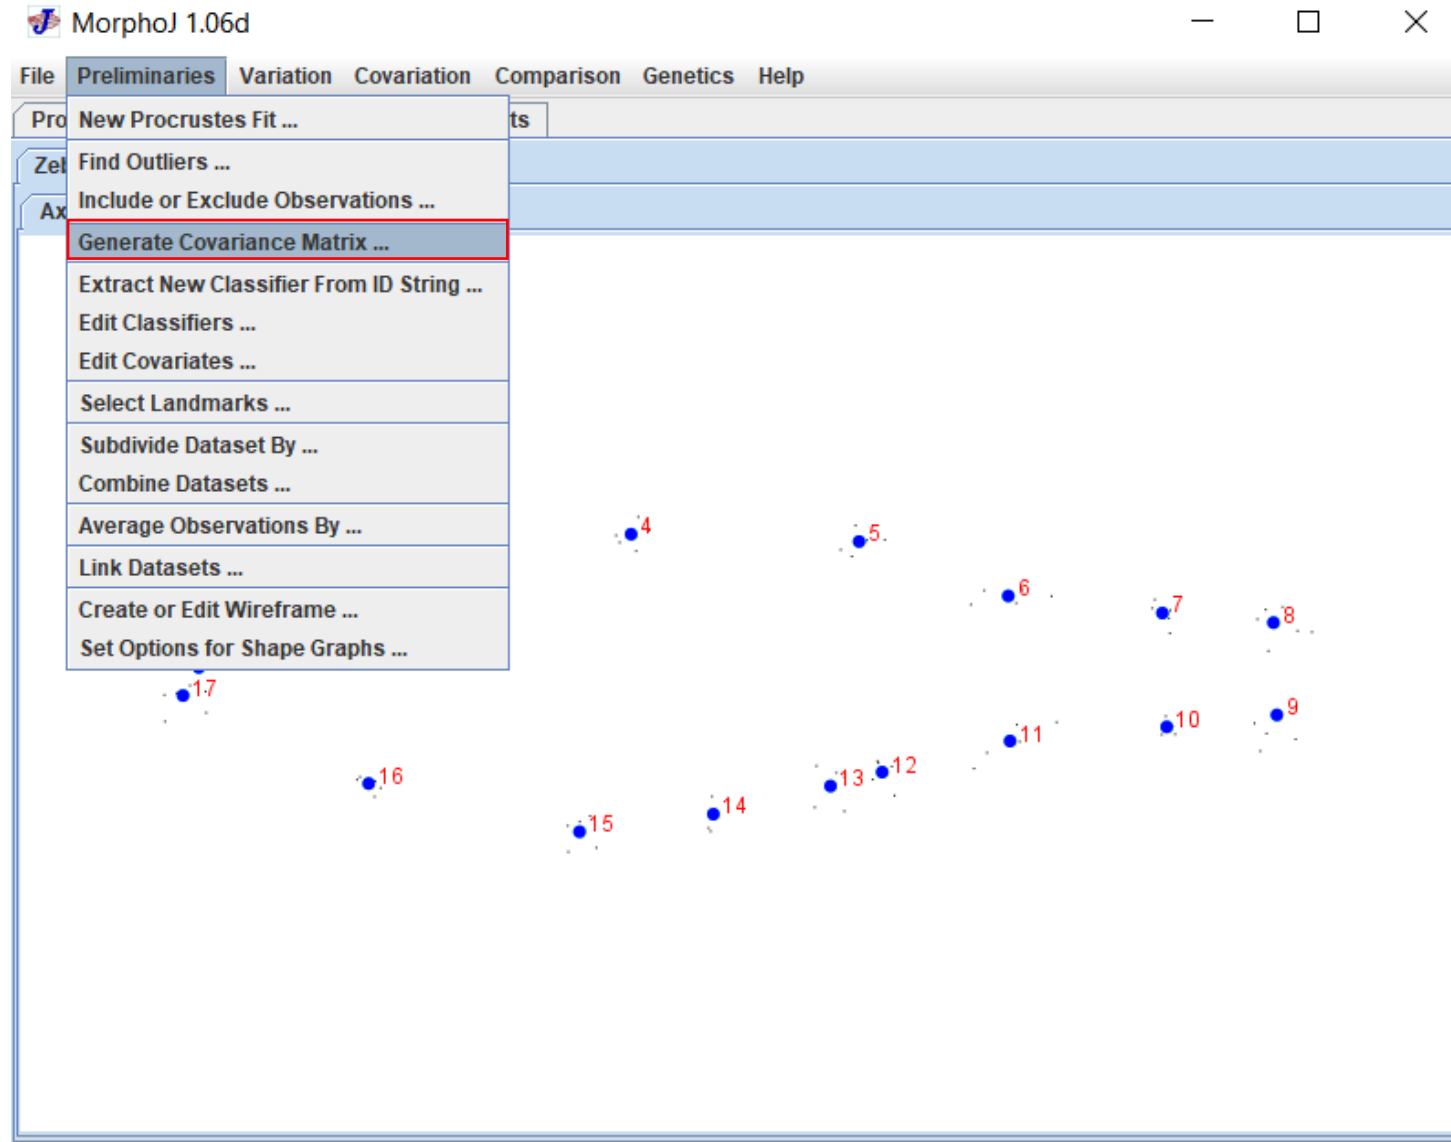 MorphoJ 1.06d
File Preliminaries Variation Covariation Comparison Genetics Help
New Procrustes Fit ...
Find Outliers ...
Include or Exclude Observations ...
Generate Covariance Matrix ...
Extract New Classifier From ID String ...
Edit Classifiers ...
Edit Covariates ...
Select Landmarks ...
Subdivide Dataset By ...
Combine Datasets ...
Average Observations By ...
Link Datasets ...
Create or Edit Wireframe ...
Set Options for Shape Graphs ...
Pro ts
Zeb
Ax
4
5
6
7
8
17
9
10
11
12
13
16
14
15